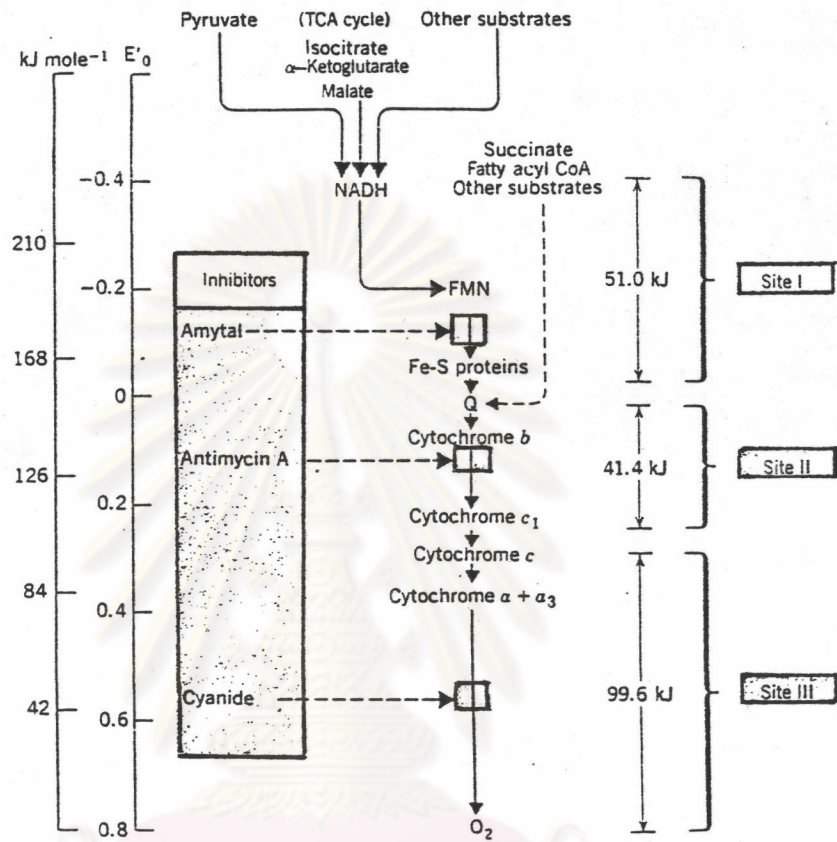 Pyruvate (TCA cycle) Other substrates
Isocitrate
α-Ketoglutarate
Malate
kJ mole⁻¹ E'₀
Succinate
Fatty acyl CoA
Other substrates
-0.4
NADH
210
Inhibitors
-0.2
FMN
51.0 kJ
Site I
Amytal
168
Fe-S proteins
0
Q
Cytochrome b
Antimycin A
126
41.4 kJ
Site II
0.2
Cytochrome c₁
Cytochrome c
84
Cytochrome α + α₃
0.4
Cyanide
42
99.6 kJ
Site III
0.6
0.8
O₂